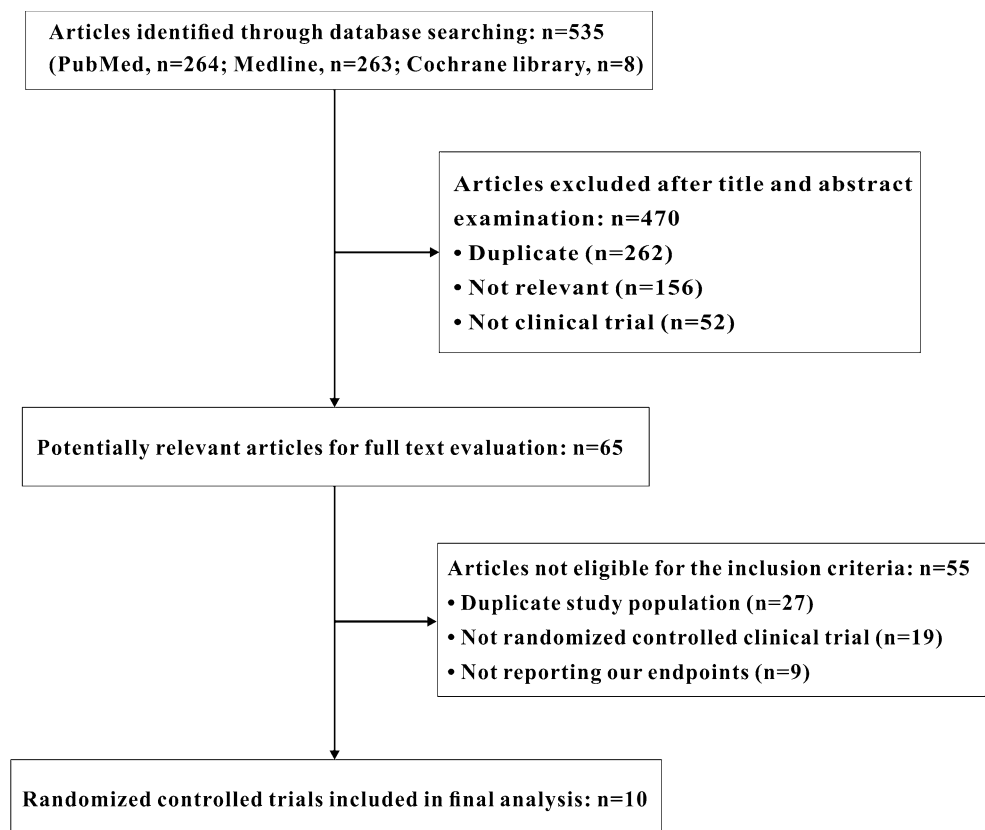 Articles identified through database searching: n=535
(PubMed, n=264; Medline, n=263; Cochrane library, n=8)
Articles excluded after title and abstract
examination: n=470
• Duplicate (n=262)
• Not relevant (n=156)
• Not clinical trial (n=52)
Potentially relevant articles for full text evaluation: n=65
Articles not eligible for the inclusion criteria: n=55
• Duplicate study population (n=27)
• Not randomized controlled clinical trial (n=19)
• Not reporting our endpoints (n=9)
Randomized controlled trials included in final analysis: n=10